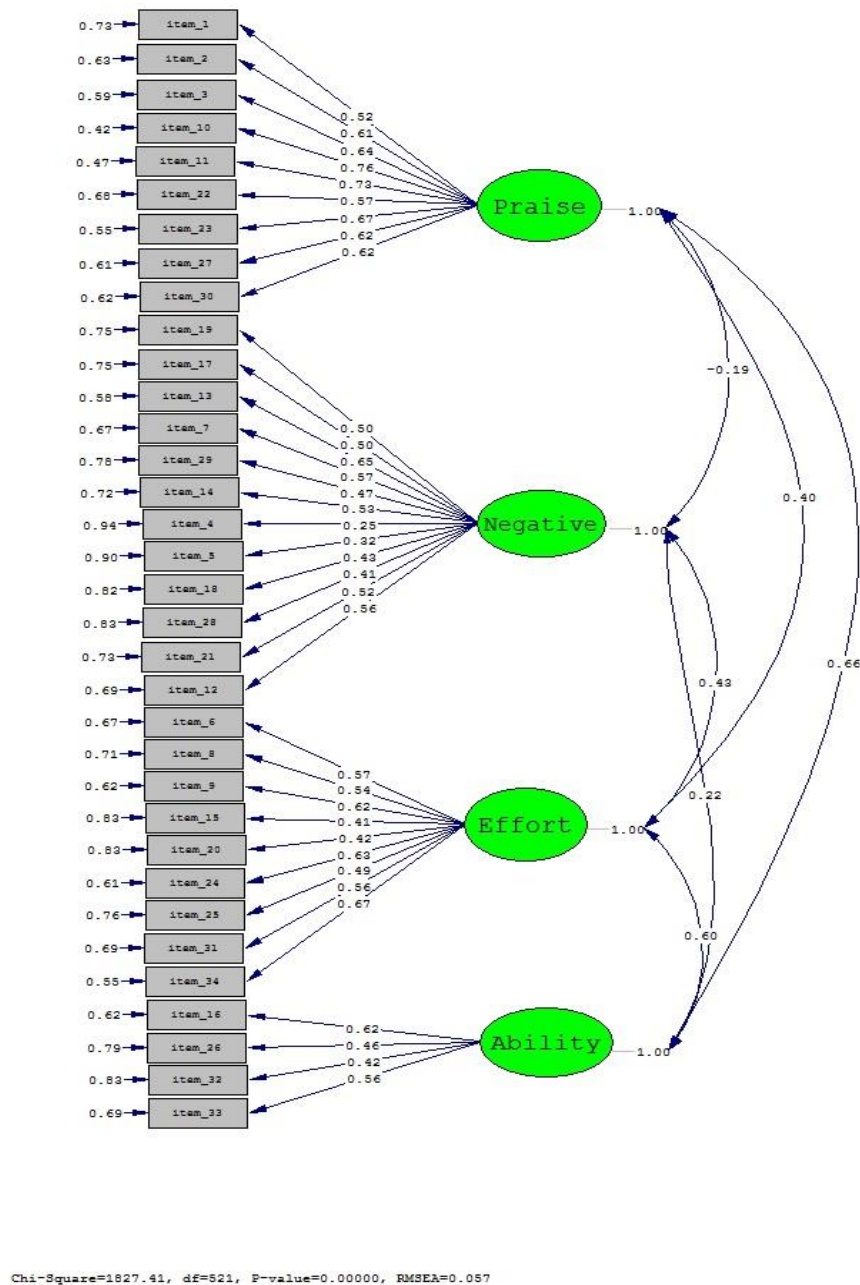 0.73 item_1
0.63 item_2
0.59 item_3
0.42 item_10
0.47 item_11
0.68 item_22
0.55 item_23
0.61 item_27
0.62 item_30
0.75 item_19
0.75 item_17
0.58 item_13
0.67 item_7
0.78 item_29
0.72 item_14
0.94 item_4
0.90 item_5
0.82 item_18
0.83 item_28
0.73 item_21
0.69 item_12
0.67 item_6
0.71 item_8
0.62 item_9
0.83 item_15
0.83 item_20
0.61 item_24
0.76 item_25
0.69 item_31
0.55 item_34
0.62 item_16
0.79 item_26
0.83 item_32
0.69 item_33
0.52
0.61
0.64
0.76
0.73
0.57
0.67
0.62
0.62
Praise
1.00
0.50
0.50
0.65
0.57
0.47
0.53
0.25
0.32
0.43
0.41
0.52
0.56
Negative
1.00
0.57
0.54
0.62
0.41
0.42
0.63
0.49
0.56
0.67
Effort
1.00
0.62
0.46
0.42
0.56
Ability
1.00
-0.19
0.40
0.66
0.43
0.22
0.60
Chi-Square=1827.41, df=521, P-value=0.00000, RMSEA=0.057